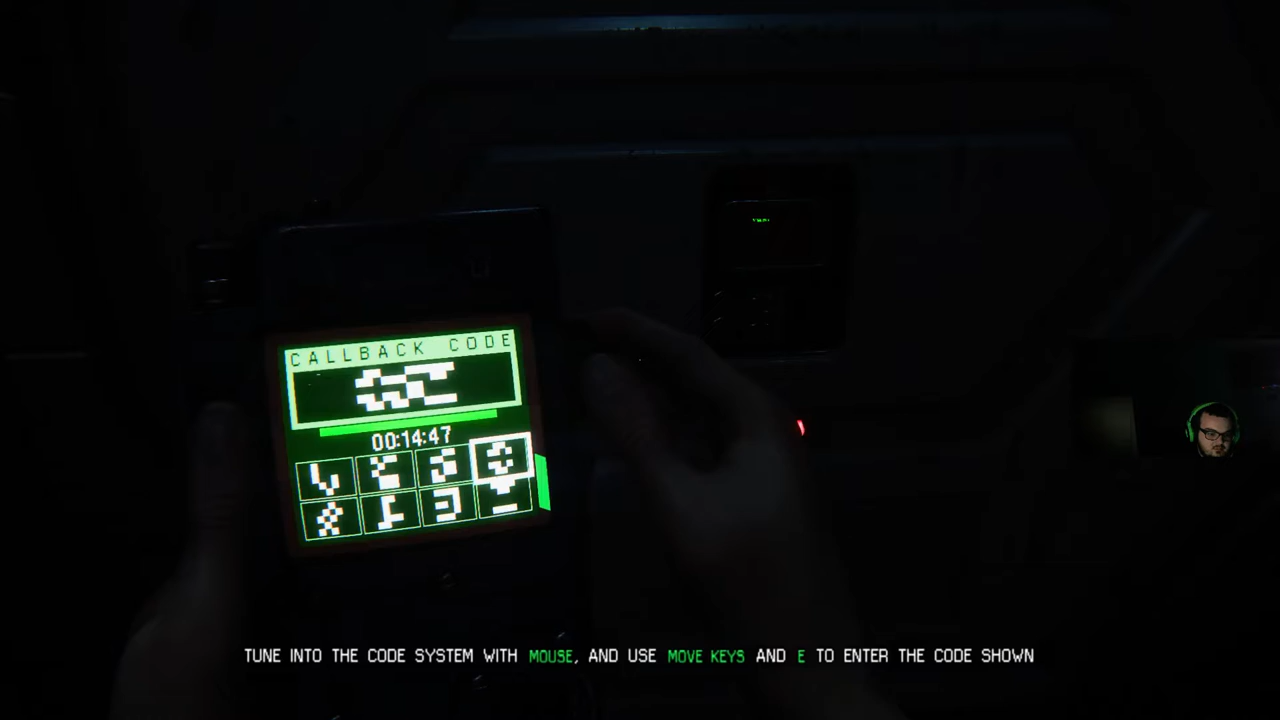 CALLBACK CODE
00:14:47
TUNE INTO THE CODE SYSTEM WITH MOUSE, AND USE MOVE KEYS AND E TO ENTER THE CODE SHOWN